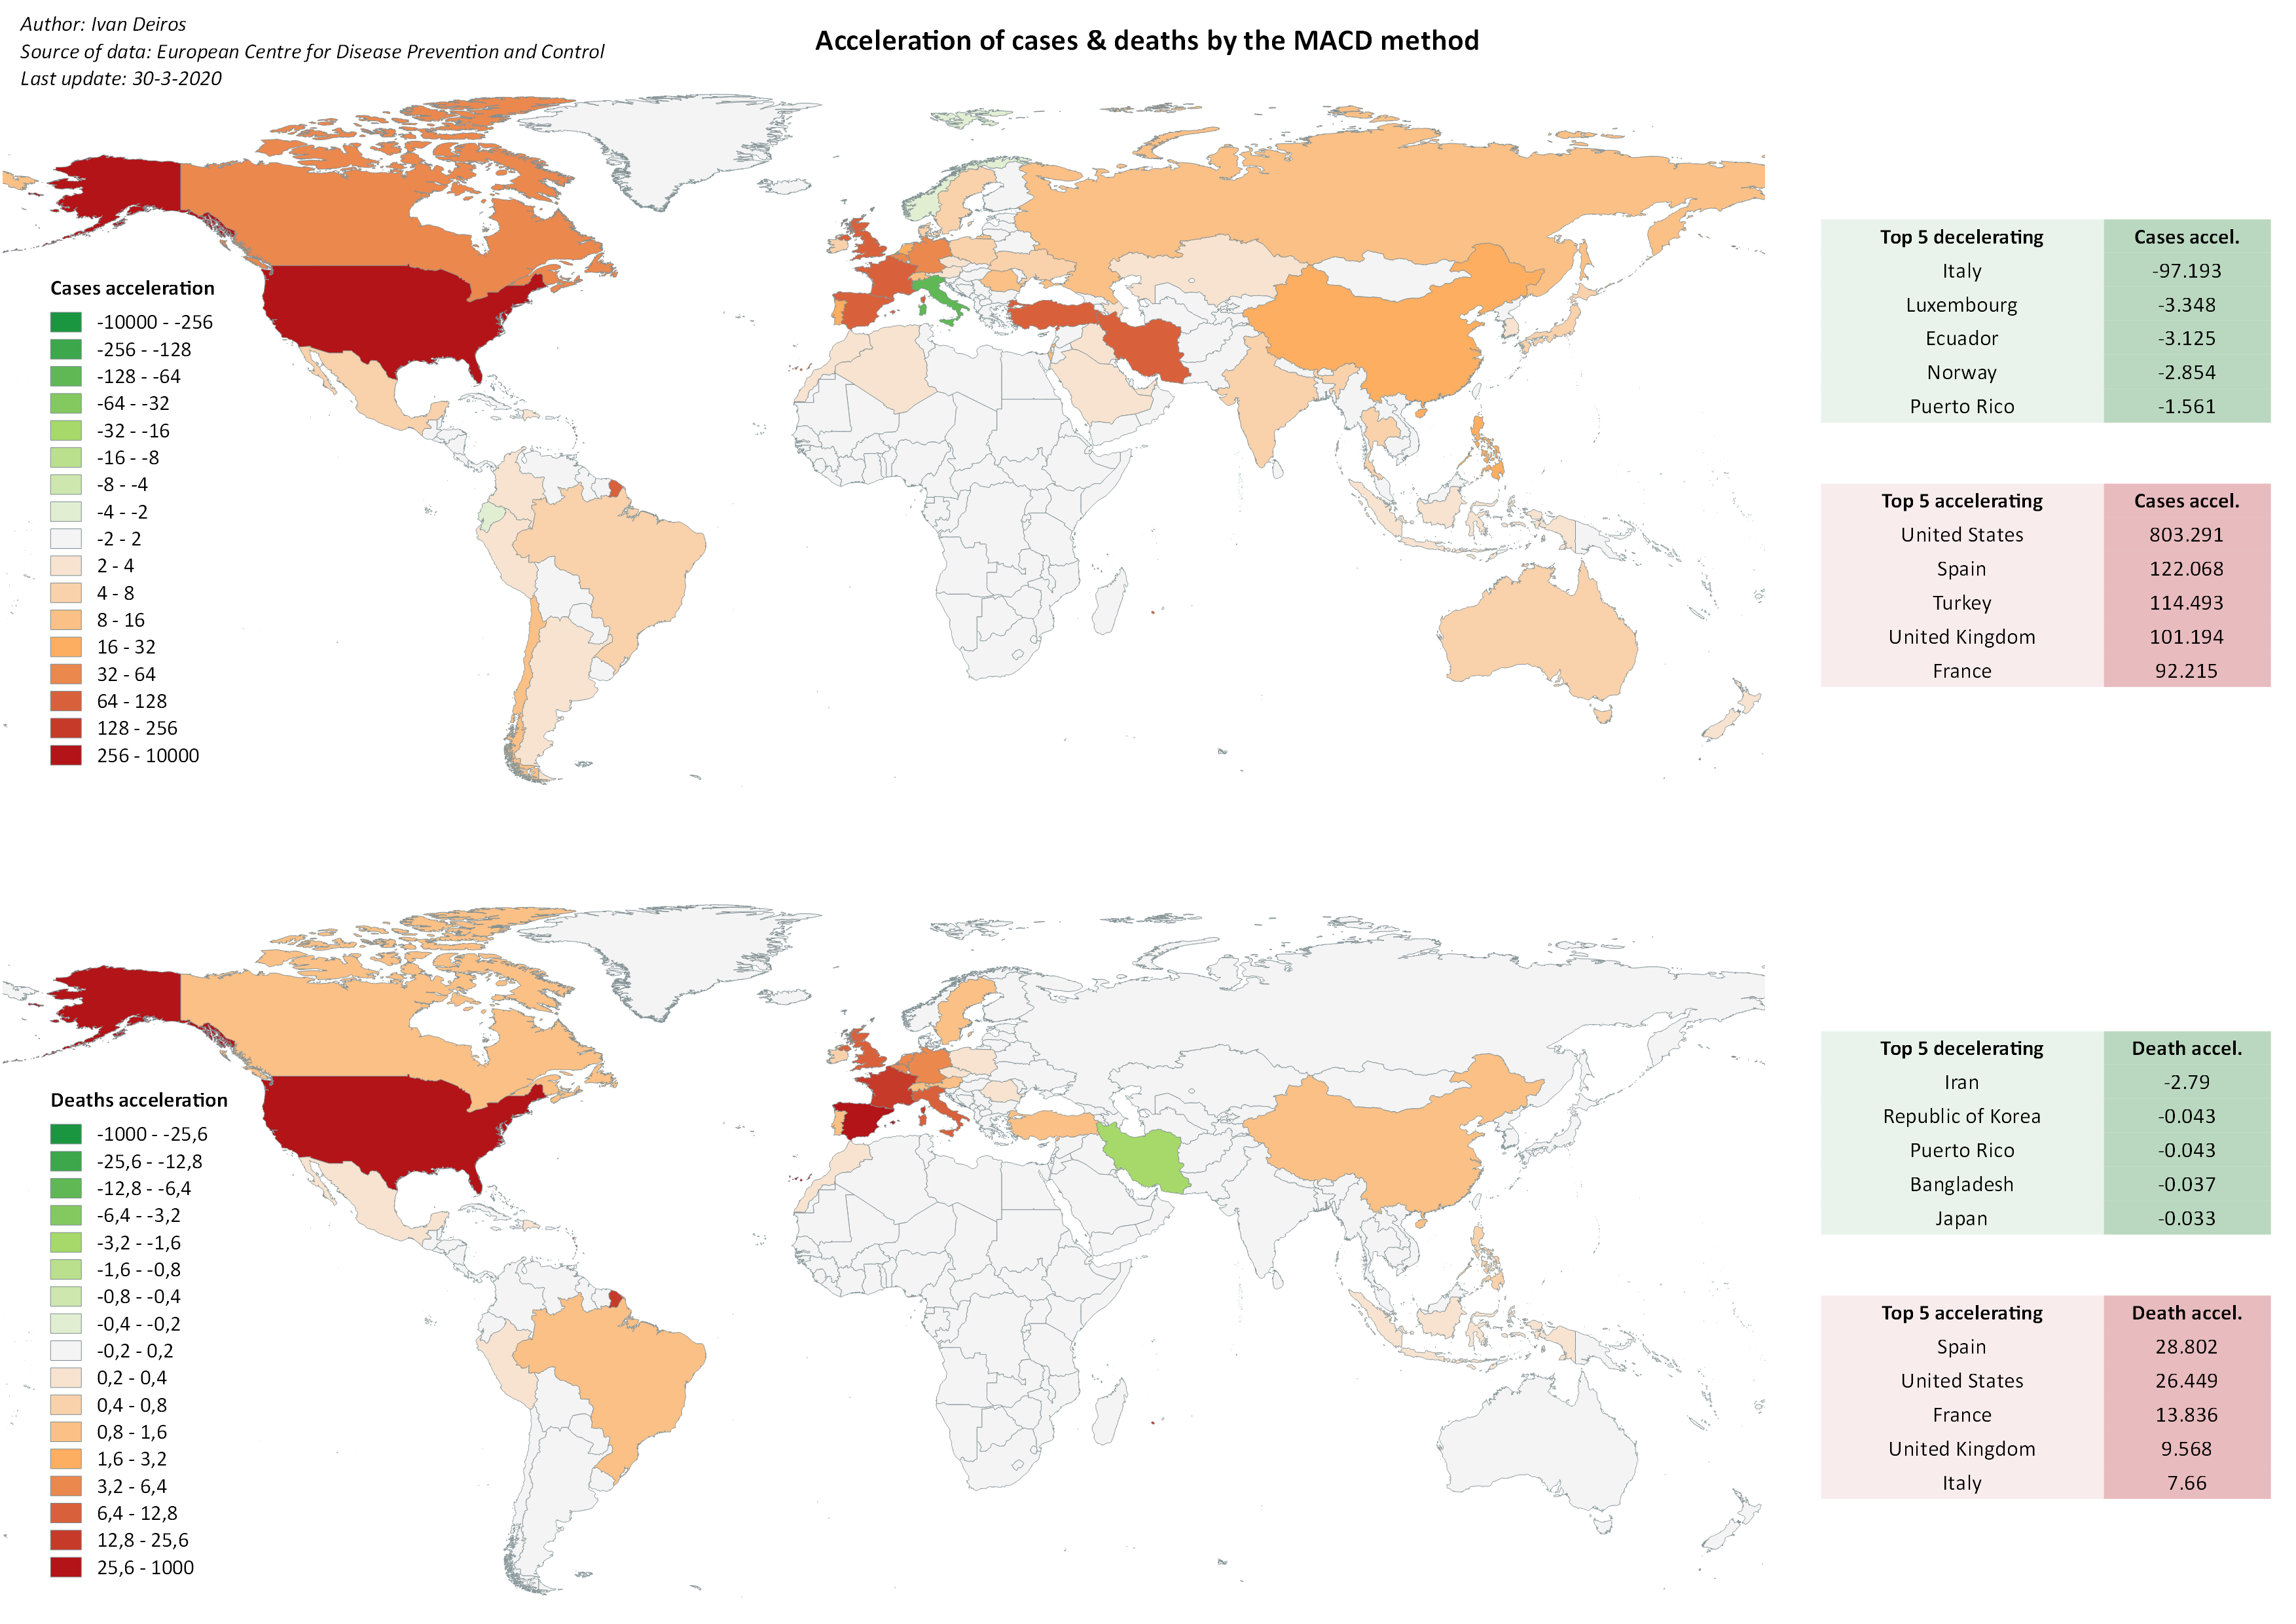 Author: Ivan Deiros
Source of data: European Centre for Disease Prevention and Control
Last update: 30-3-2020
Acceleration of cases & deaths by the MACD method
Cases acceleration
-10000 - -256
-256 - -128
-128 - -64
-64 - -32
-32 - -16
-16 - -8
-8 - -4
-4 - -2
-2 - 2
2 - 4
4 - 8
8 - 16
16 - 32
32 - 64
64 - 128
128 - 256
256 - 10000
Top 5 decelerating Cases accel.
Italy -97.193
Luxembourg -3.348
Ecuador -3.125
Norway -2.854
Puerto Rico -1.561
Top 5 accelerating Cases accel.
United States 803.291
Spain 122.068
Turkey 114.493
United Kingdom 101.194
France 92.215
Deaths acceleration
-1000 - -25,6
-25,6 - -12,8
-12,8 - -6,4
-6,4 - -3,2
-3,2 - -1,6
-1,6 - -0,8
-0,8 - -0,4
-0,4 - -0,2
-0,2 - 0,2
0,2 - 0,4
0,4 - 0,8
0,8 - 1,6
1,6 - 3,2
3,2 - 6,4
6,4 - 12,8
12,8 - 25,6
25,6 - 1000
Top 5 decelerating Death accel.
Iran -2.79
Republic of Korea -0.043
Puerto Rico -0.043
Bangladesh -0.037
Japan -0.033
Top 5 accelerating Death accel.
Spain 28.802
United States 26.449
France 13.836
United Kingdom 9.568
Italy 7.66